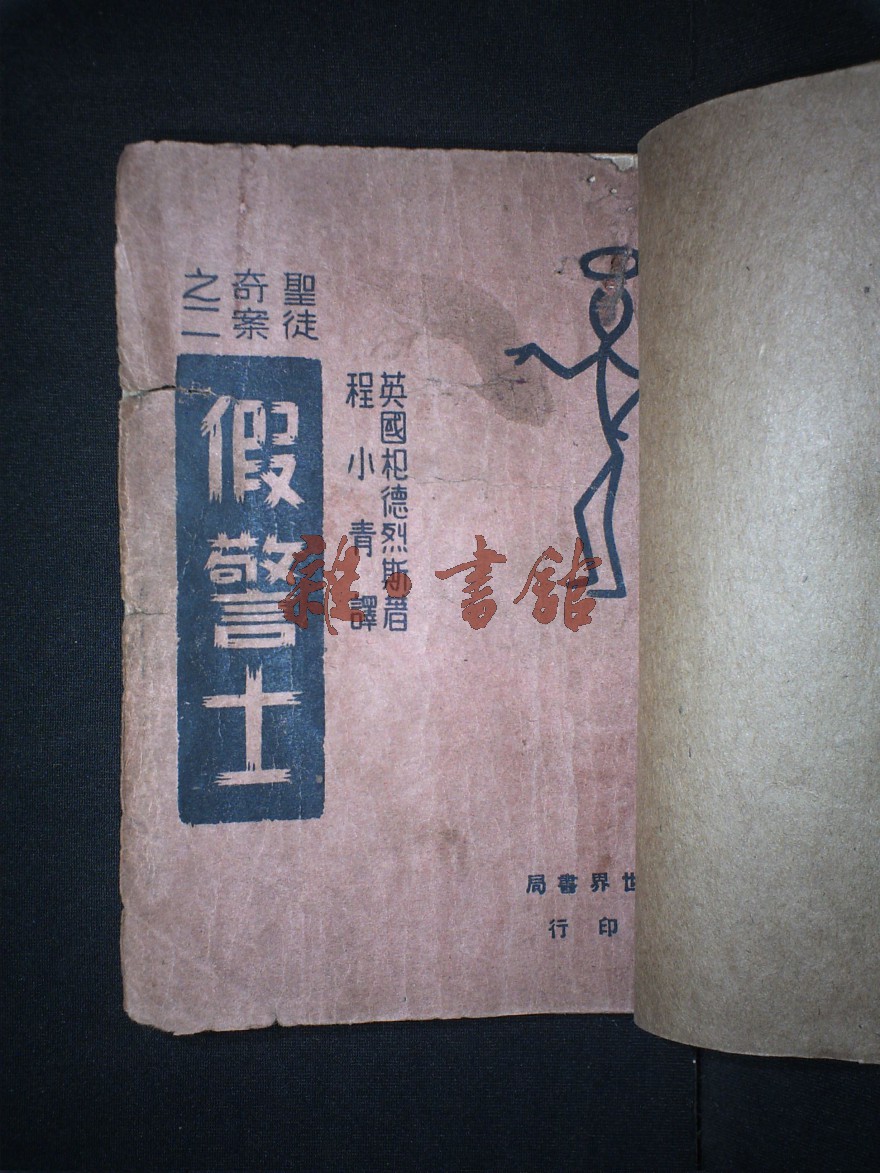 聖徒
奇案
之二
假警士
英國杞德烈斯著
程小青譯
世界書局
印行
雜·書館